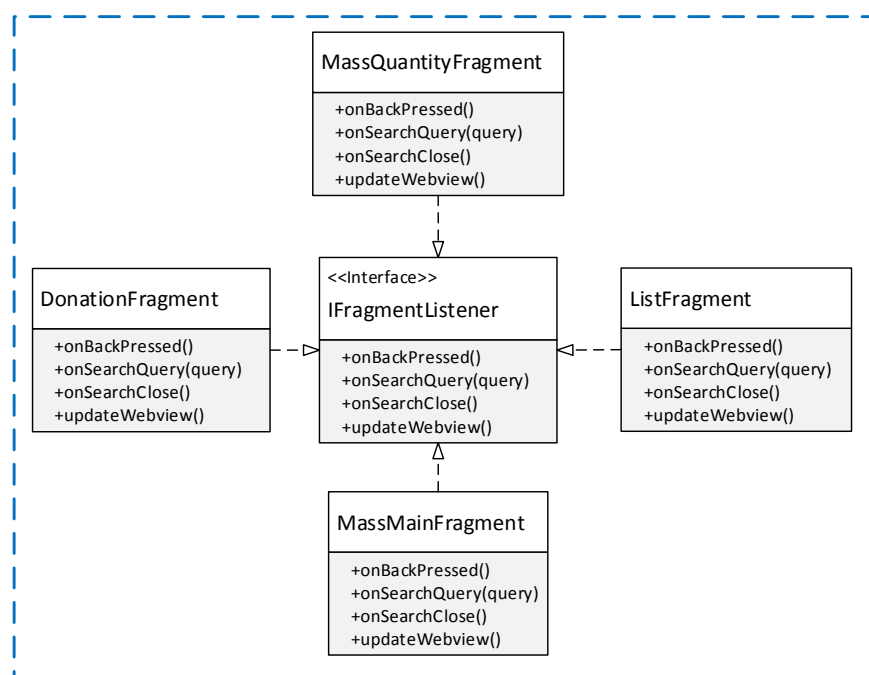 MassQuantityFragment
+onBackPressed()
+onSearchQuery(query)
+onSearchClose()
+updateWebview()
DonationFragment
+onBackPressed()
+onSearchQuery(query)
+onSearchClose()
+updateWebview()
<<Interface>>
IFragmentListener
+onBackPressed()
+onSearchQuery(query)
+onSearchClose()
+updateWebview()
ListFragment
+onBackPressed()
+onSearchQuery(query)
+onSearchClose()
+updateWebview()
MassMainFragment
+onBackPressed()
+onSearchQuery(query)
+onSearchClose()
+updateWebview()